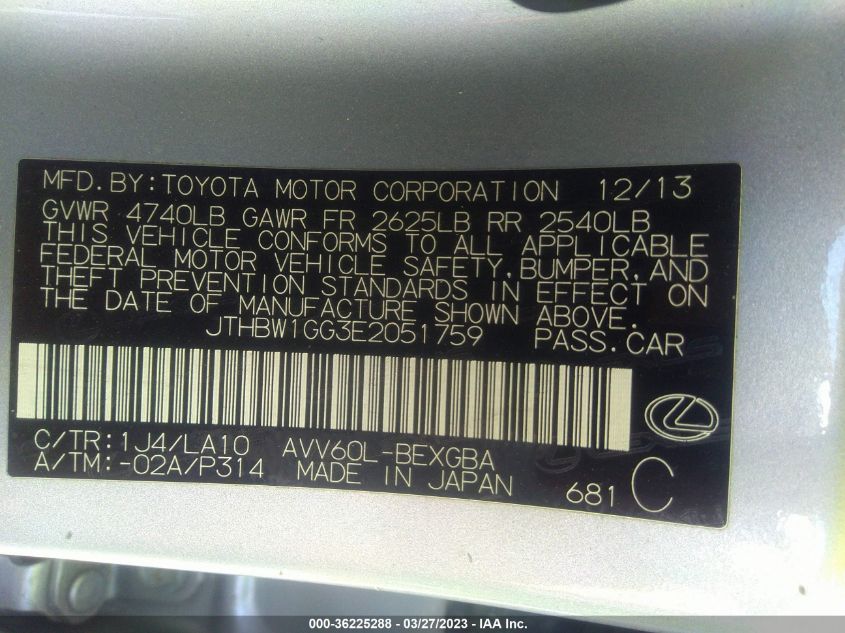 MFD.BY:TOYOTA MOTOR CORPORATION 12/13
GVWR 4740LB GAWR FR 2625LB RR 2540LB
THIS VEHICLE CONFORMS TO ALL APPLICABLE
FEDERAL MOTOR VEHICLE SAFETY,BUMPER,AND
THEFT PREVENTION STANDARDS IN EFFECT ON
THE DATE OF MANUFACTURE SHOWN ABOVE.
JTHBW1GG3E2051759 PASS.CAR
C/TR:1J4/LA10 AVV60L-BEXGBA
A/TM:-02A/P314 MADE IN JAPAN 681 C
000-36225288 - 03/27/2023 - IAA Inc.